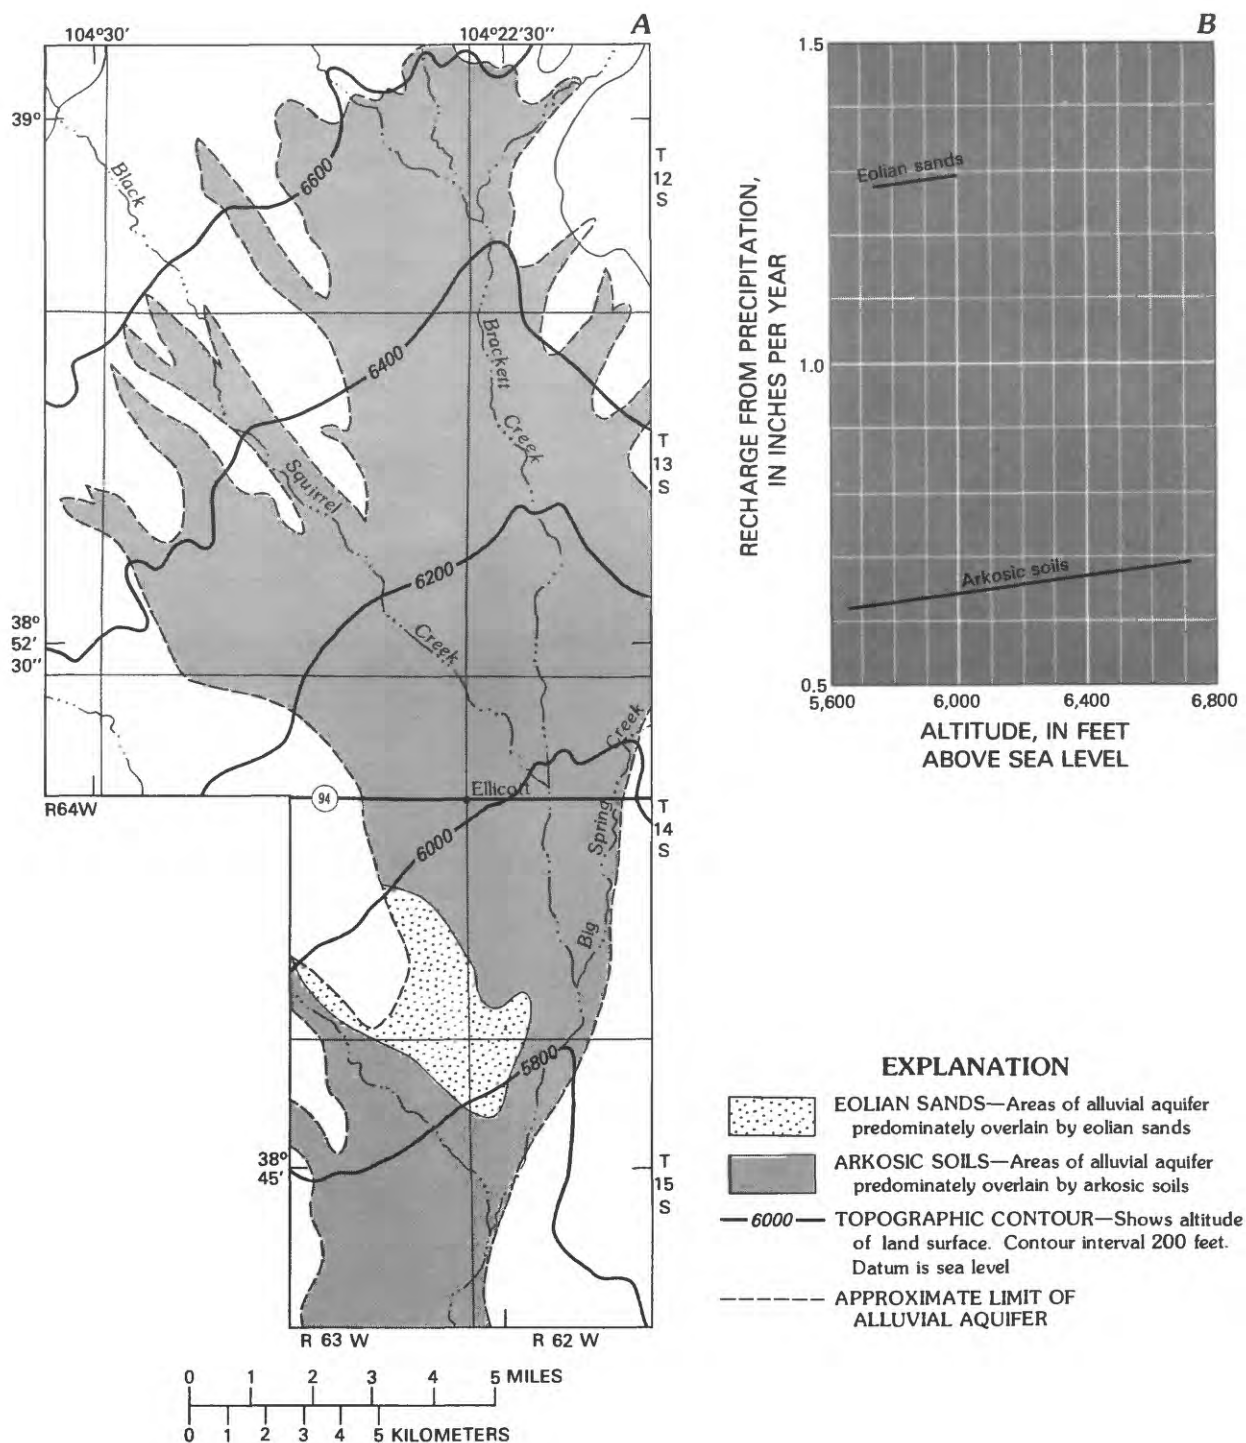 A
104°30'
104°22'30''
39°
T
12
S
Black
6600
6400
Brackett
Creek
T
13
S
Squirrel
6200
Creek
38°
52'
30''
Creek
Ellicott
R64W
94
T
14
S
Spring
6000
Big
5800
38°
45'
T
15
S
R 63 W
R 62 W
0 1 2 3 4 5 MILES
0 1 2 3 4 5 KILOMETERS
B
1.5
Eolian sands
RECHARGE FROM PRECIPITATION,
IN INCHES PER YEAR
1.0
Arkosic soils
0.5
5,600 6,000 6,400 6,800
ALTITUDE, IN FEET
ABOVE SEA LEVEL
EXPLANATION
EOLIAN SANDS—Areas of alluvial aquifer
predominately overlain by eolian sands
ARKOSIC SOILS—Areas of alluvial aquifer
predominately overlain by arkosic soils
6000 TOPOGRAPHIC CONTOUR—Shows altitude
of land surface. Contour interval 200 feet.
Datum is sea level
APPROXIMATE LIMIT OF
ALLUVIAL AQUIFER